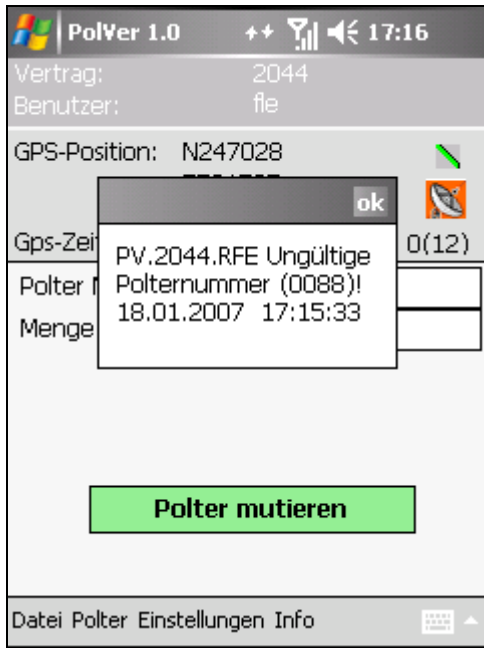 PolVer 1.0 17:16
Vertrag: 2044
Benutzer: fle
GPS-Position: N247028
ok
Gps-Zei 0(12)
PV.2044.RFE Ungültige
Polternummer (0088)!
18.01.2007 17:15:33
Polter
Menge
Polter mutieren
Datei Polter Einstellungen Info